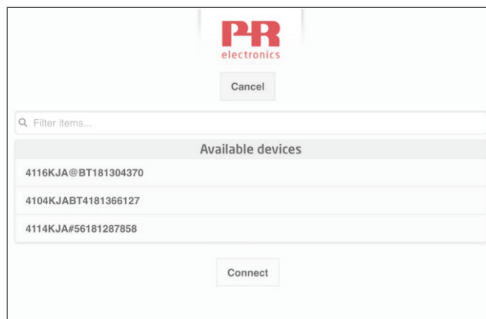 PR
electronics
Cancel
Filter items...
Available devices
4116KJA@BT181304370
4104KJABT4181366127
4114KJA#56181287858
Connect